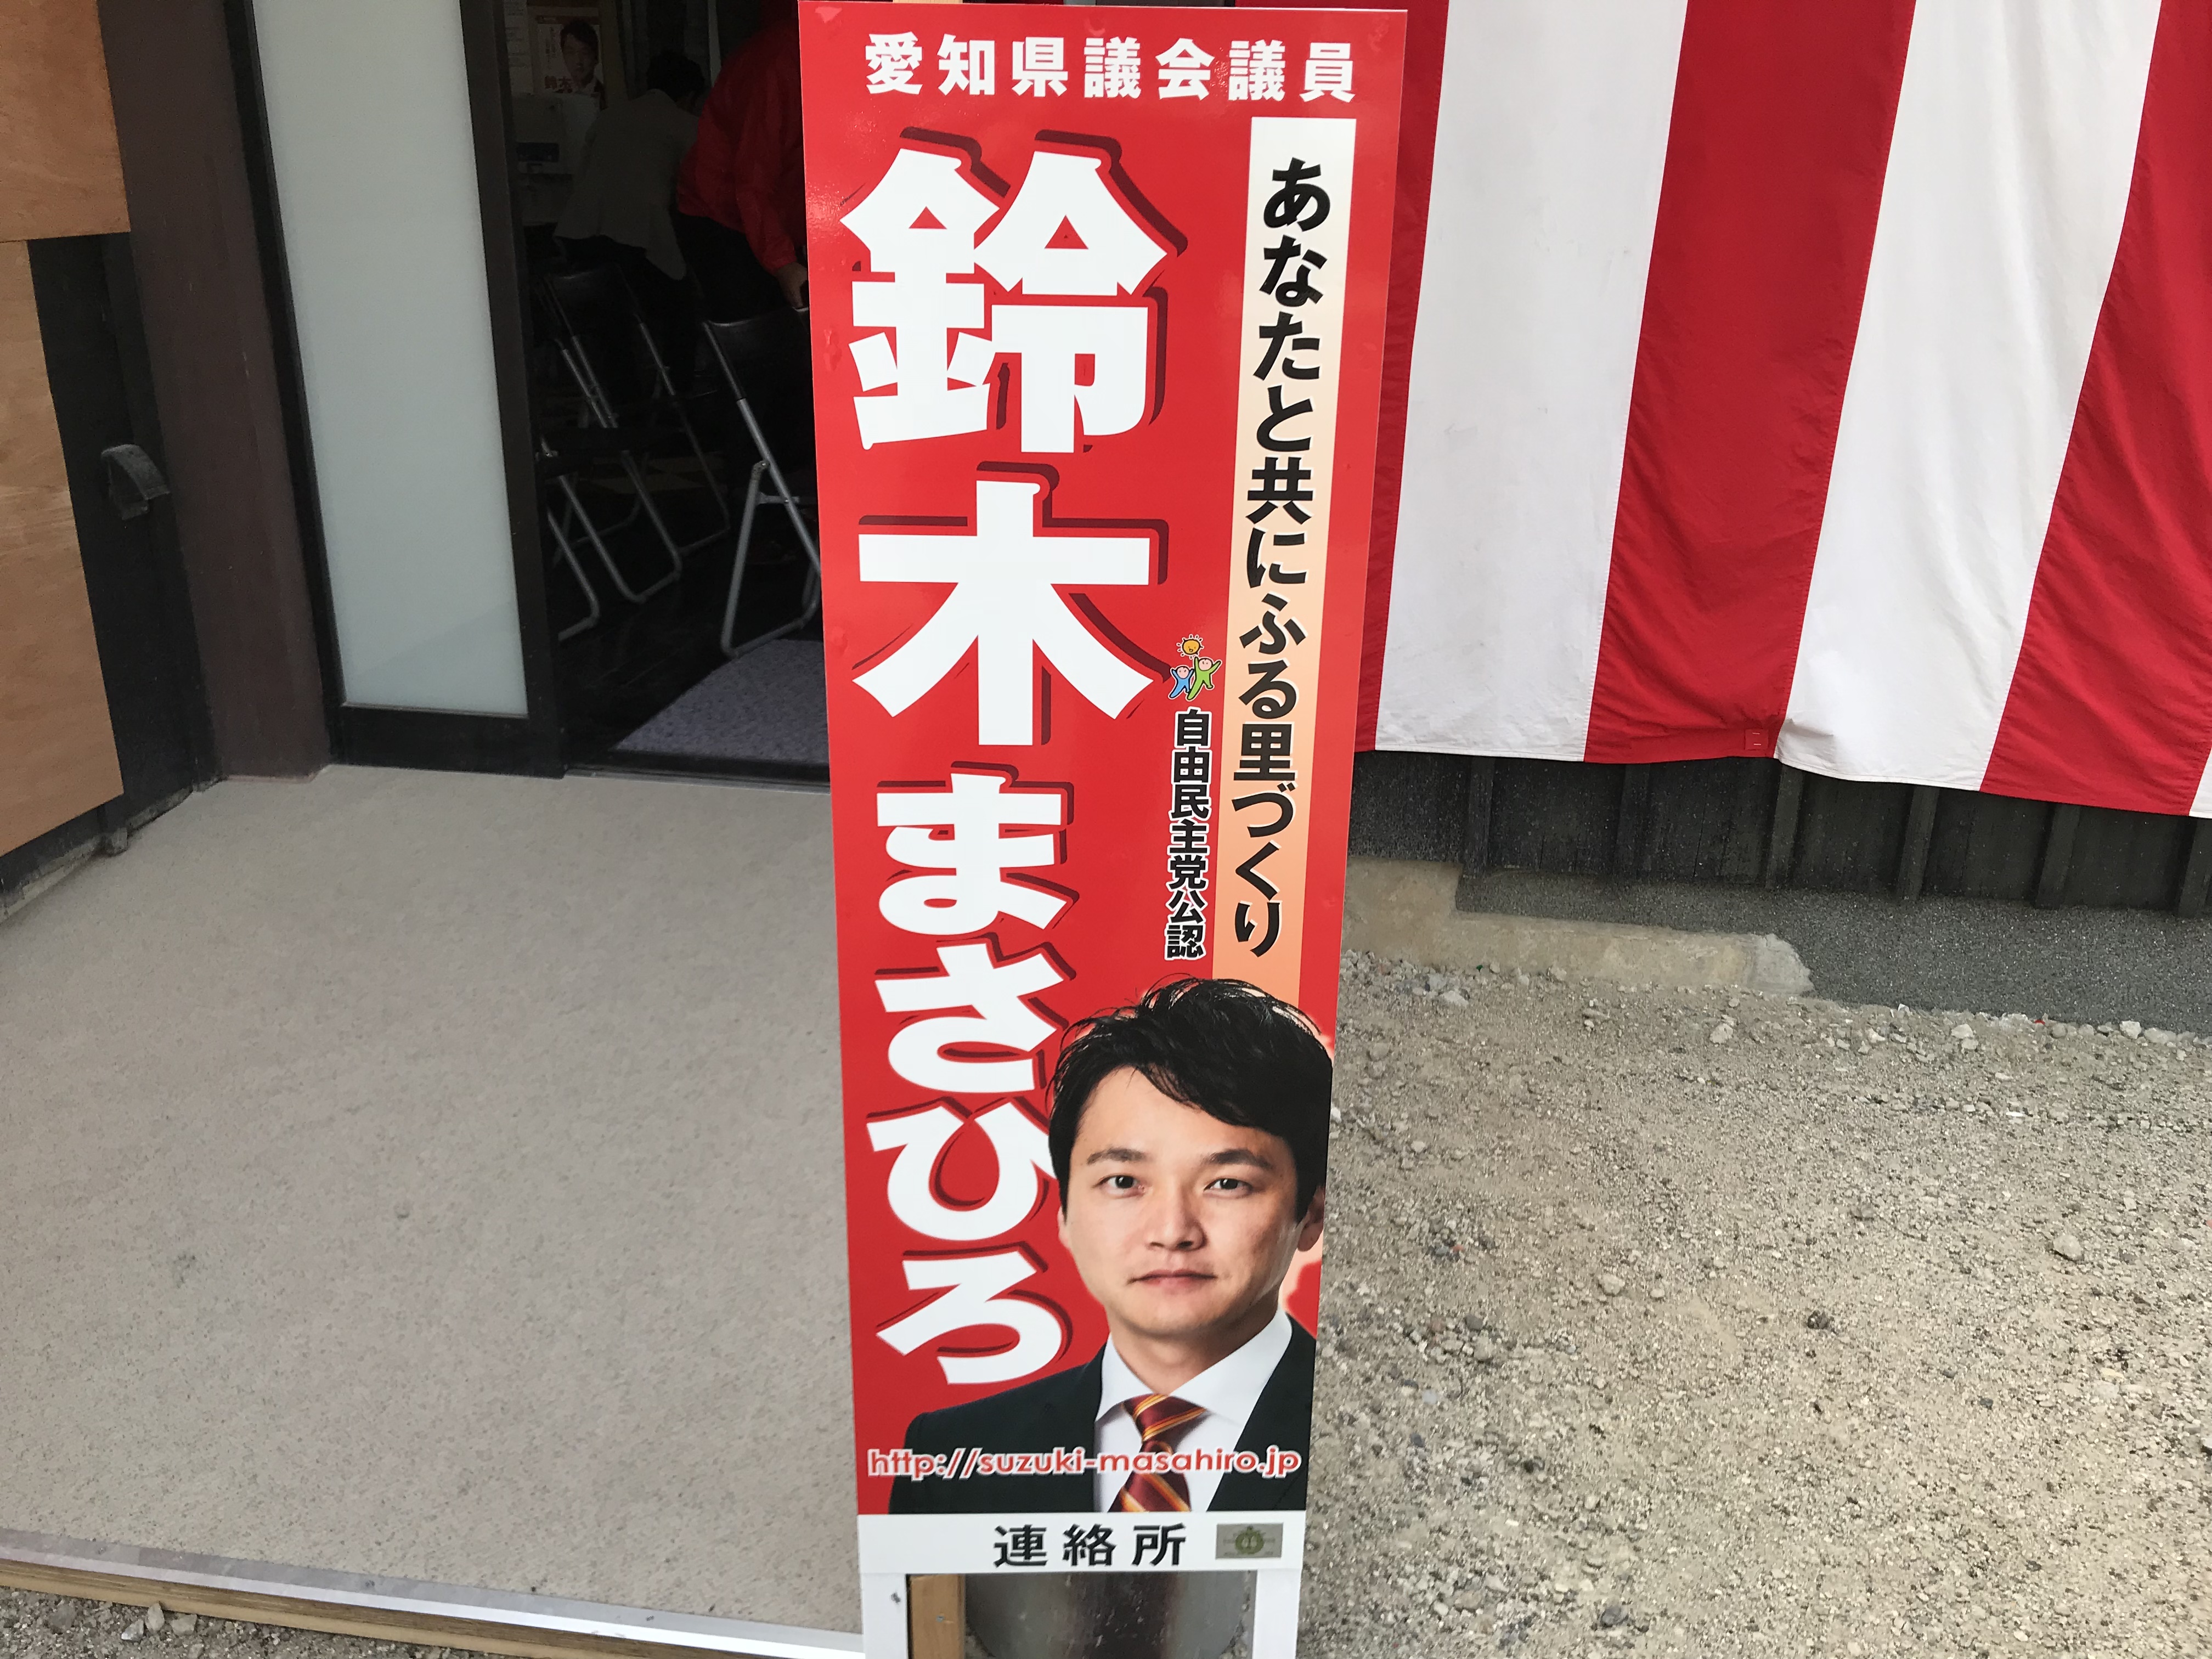 愛知県議会議員
あなたと共にふる里づくり
自由民主党公認
鈴木まさひろ
http://suzuki-masahiro.jp
連絡所
鈴木